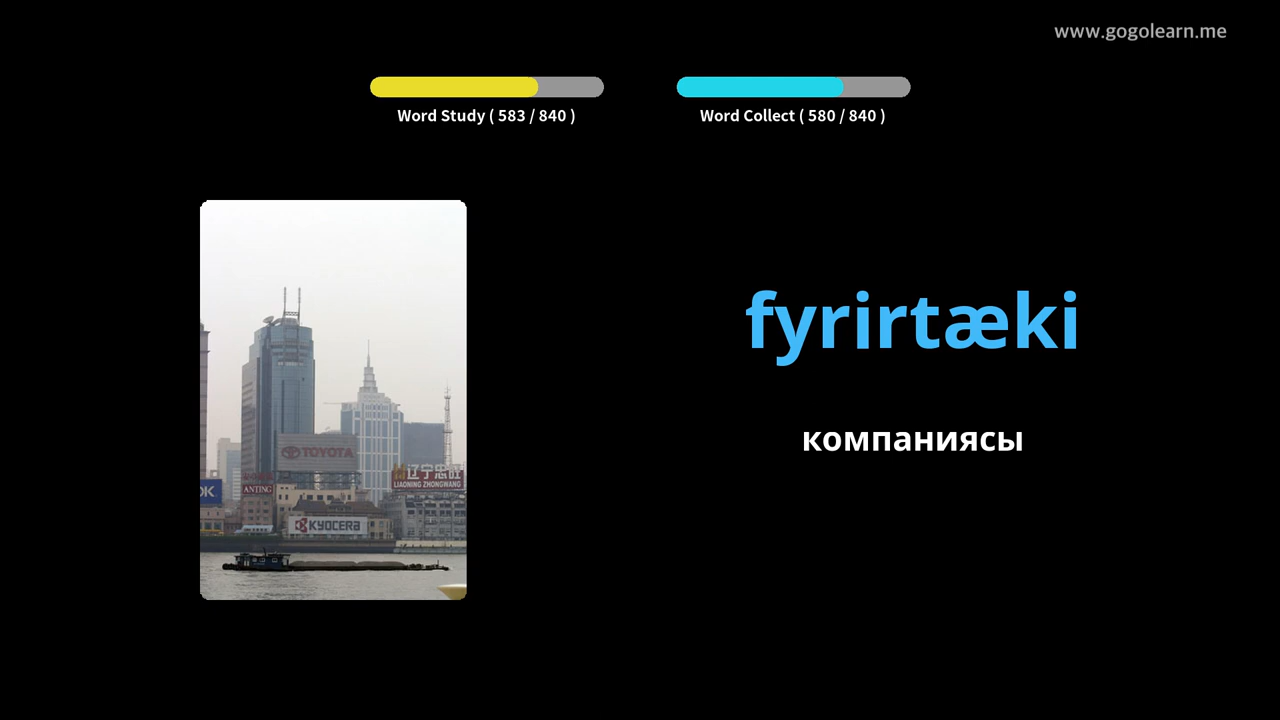 www.gogolearn.me
Word Study ( 583 / 840 )
Word Collect ( 580 / 840 )
fyrirtæki
компаниясы
TOYOTA
辽宁忠旺
LIAONING ZHONGWANG
OK
ANTING
KYOCERA